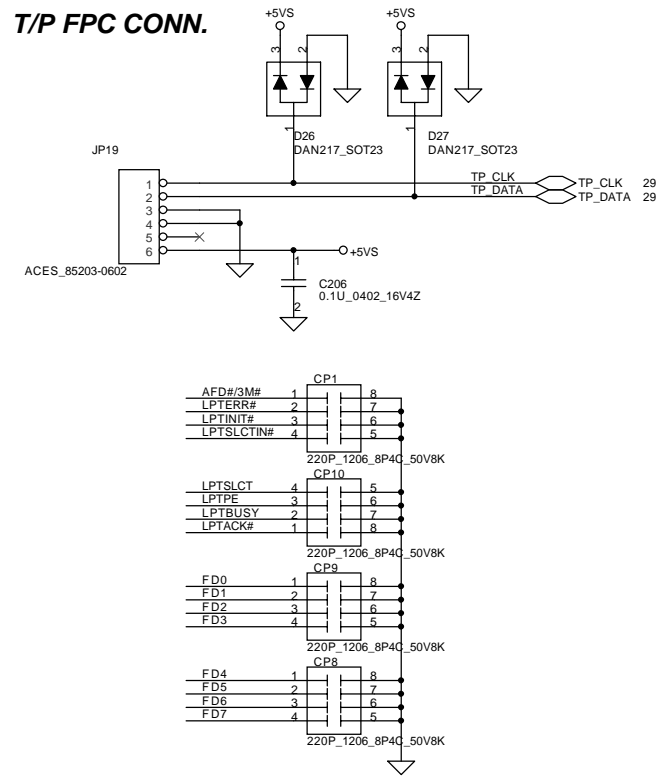 T/P FPC CONN.
+5VS
+5VS
3
2
3
2
1
1
D26
DAN217_SOT23
D27
DAN217_SOT23
JP19
TP_CLK
TP_CLK 29
TP_DATA
TP_DATA 29
1
2
3
4
5
6
ACES_85203-0602
+5VS
1
C206
0.1U_0402_16V4Z
2
CP1
AFD#/3M# 1 8
LPTERR# 2 7
LPTINIT# 3 6
LPTSLCTIN# 4 5
220P_1206_8P4C_50V8K
CP10
LPTSLCT 4 5
LPTPE 3 6
LPTBUSY 2 7
LPTACK# 1 8
220P_1206_8P4C_50V8K
CP9
FD0 1 8
FD1 2 7
FD2 3 6
FD3 4 5
220P_1206_8P4C_50V8K
CP8
FD4 1 8
FD5 2 7
FD6 3 6
FD7 4 5
220P_1206_8P4C_50V8K